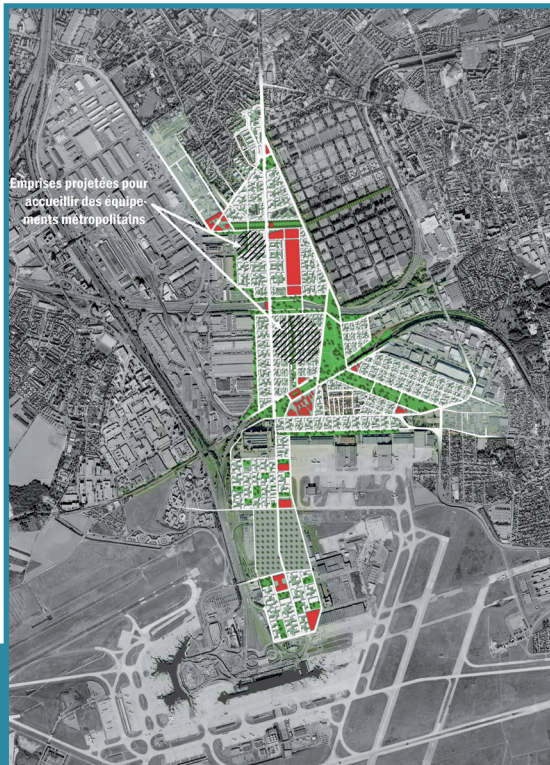 Emprises projetées pour
accueillir des équipe-
ments métropolitains